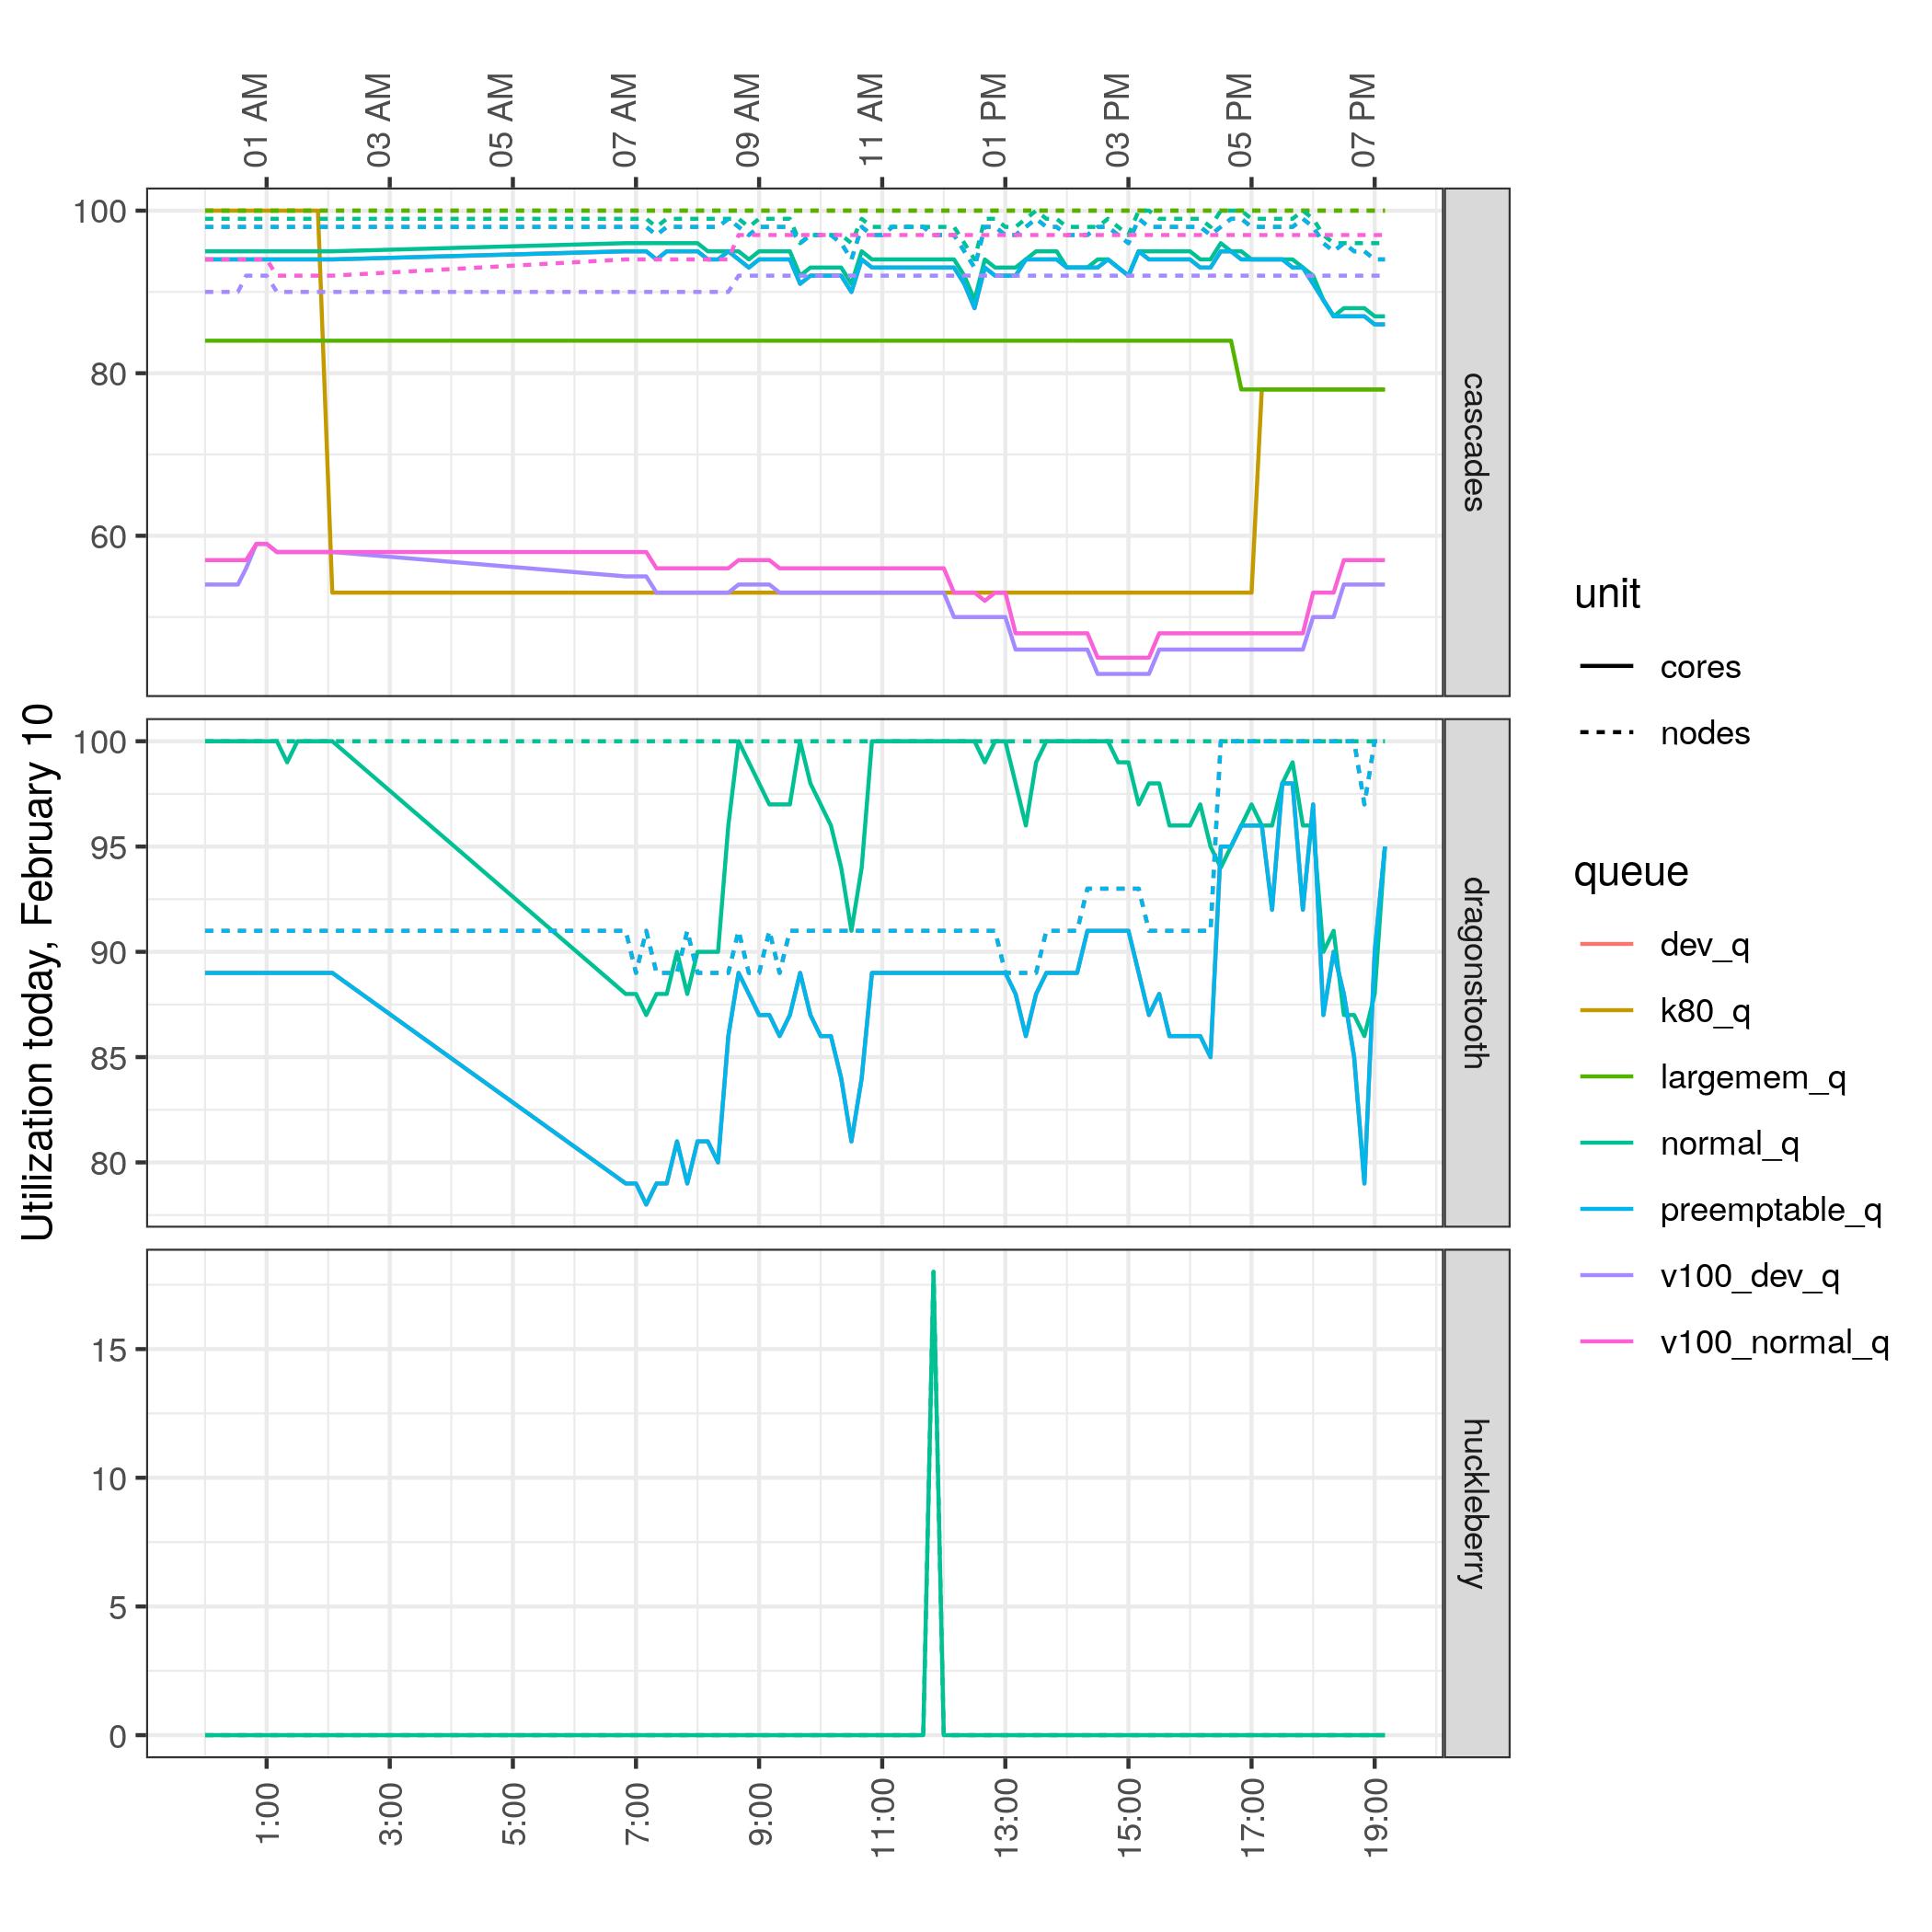 01 AM
03 AM
05 AM
07 AM
09 AM
11 AM
01 PM
03 PM
05 PM
07 PM
Utilization today, February 10
100
80
60
cascades
100
95
90
85
80
dragonstooth
15
10
5
0
huckleberry
1:00
3:00
5:00
7:00
9:00
11:00
13:00
15:00
17:00
19:00
unit
cores
nodes
queue
dev_q
k80_q
largemem_q
normal_q
preemptable_q
v100_dev_q
v100_normal_q